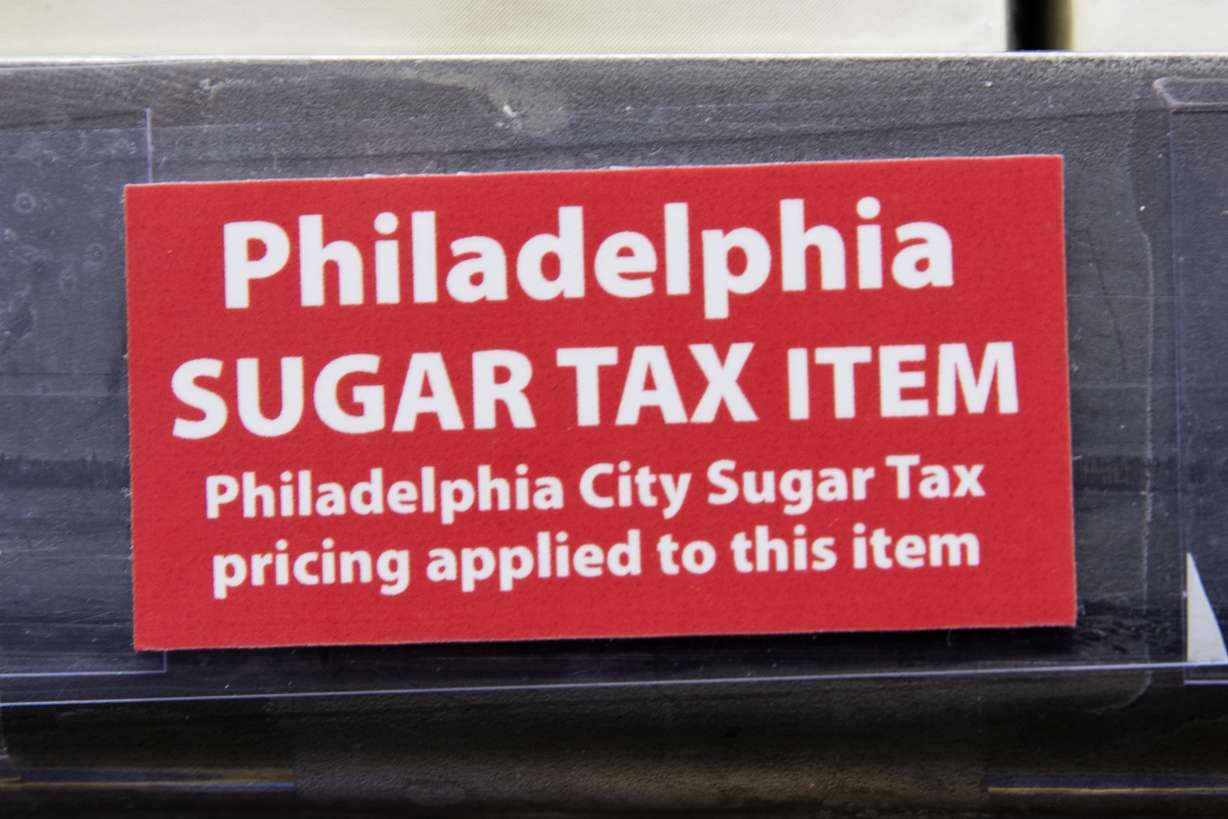 Philadelphia
SUGAR TAX ITEM
Philadelphia City Sugar Tax
pricing applied to this item